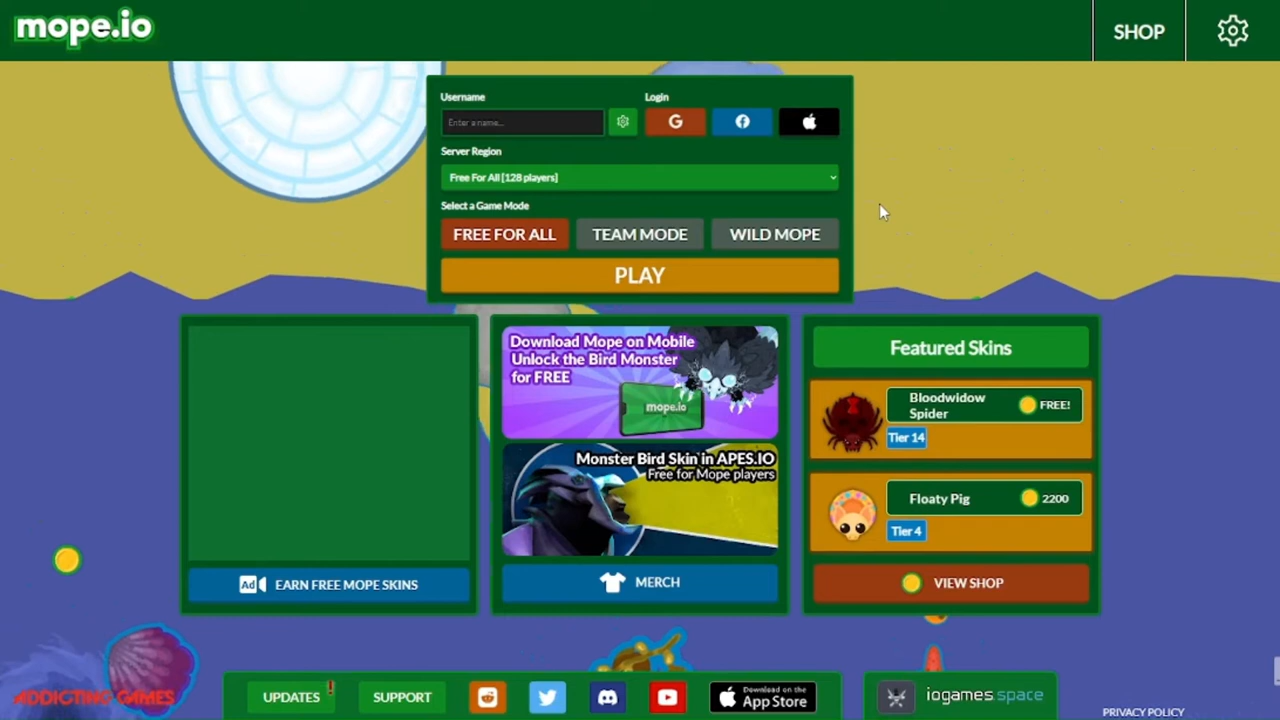 mope.io
SHOP
Username
Login
Enter a name...
G
Server Region
Free For All [128 players]
Select a Game Mode
FREE FOR ALL
TEAM MODE
WILD MOPE
PLAY
Download Mope on Mobile
Unlock the Bird Monster
for FREE
mope.io
Monster Bird Skin in APES.IO
Free for Mope players
Featured Skins
Bloodwidow
Spider
FREE!
Tier 14
Floaty Pig
2200
Tier 4
Ad
EARN FREE MOPE SKINS
MERCH
VIEW SHOP
ADDICTING GAMES
UPDATES
!
SUPPORT
Download on the
App Store
iogames.space
PRIVACY POLICY